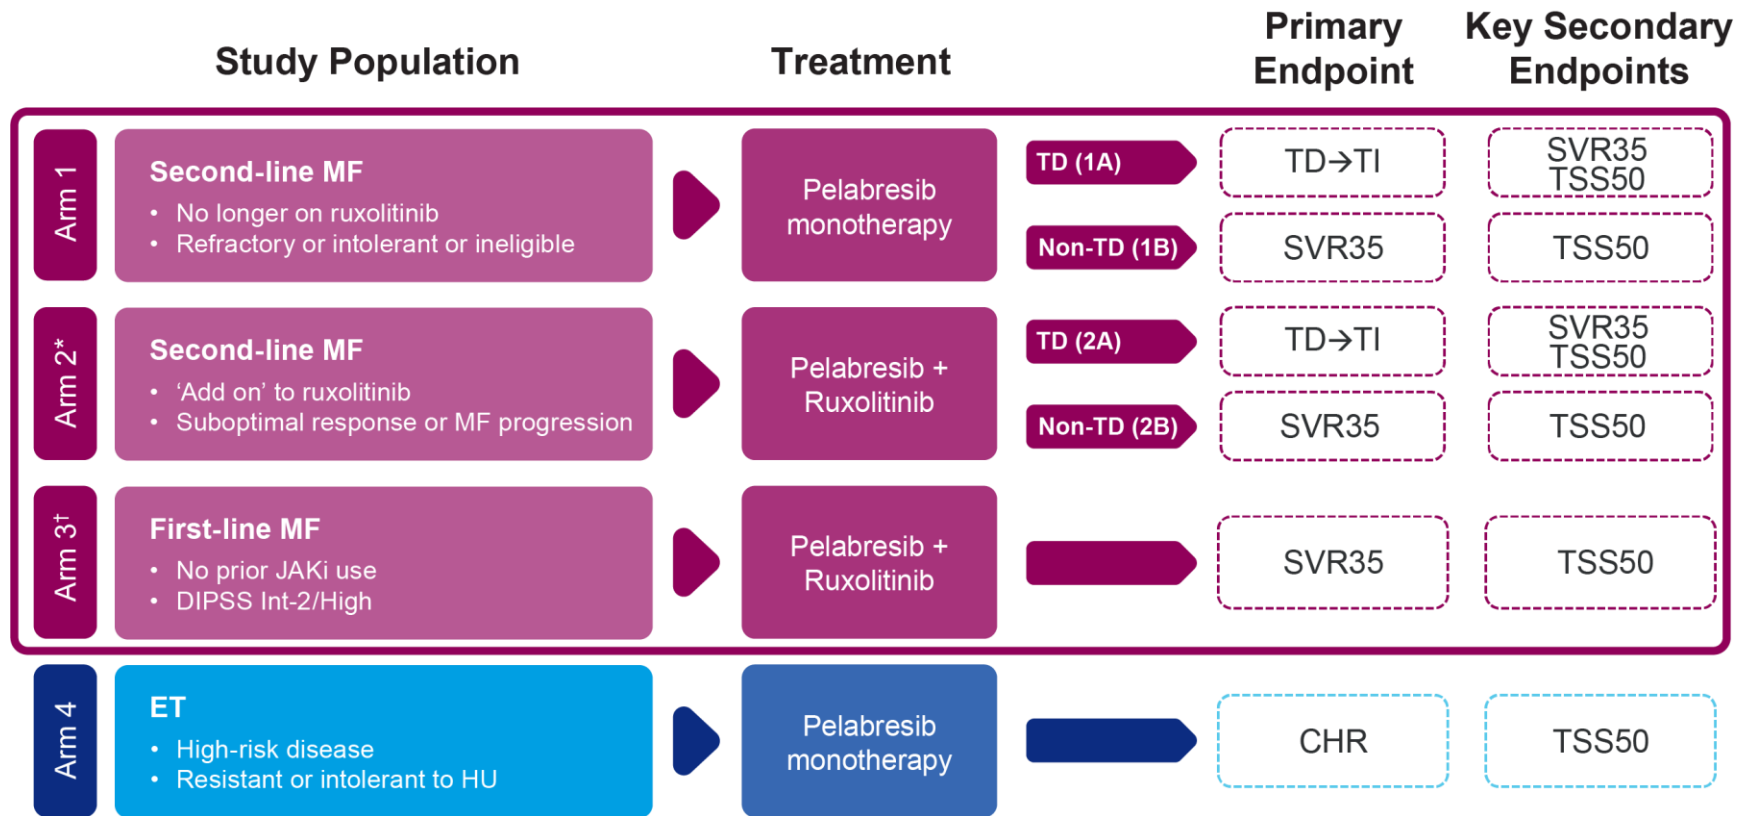 Study Population
Treatment
Primary
Endpoint
Key Secondary
Endpoints
Arm 1
Second-line MF
• No longer on ruxolitinib
• Refractory or intolerant or ineligible
Pelabresib
monotherapy
TD (1A)
TD→TI
SVR35
TSS50
Non-TD (1B)
SVR35
TSS50
Arm 2*
Second-line MF
• ‘Add on’ to ruxolitinib
• Suboptimal response or MF progression
Pelabresib +
Ruxolitinib
TD (2A)
TD→TI
SVR35
TSS50
Non-TD (2B)
SVR35
TSS50
Arm 3†
First-line MF
• No prior JAKi use
• DIPSS Int-2/High
Pelabresib +
Ruxolitinib
SVR35
TSS50
Arm 4
ET
• High-risk disease
• Resistant or intolerant to HU
Pelabresib
monotherapy
CHR
TSS50